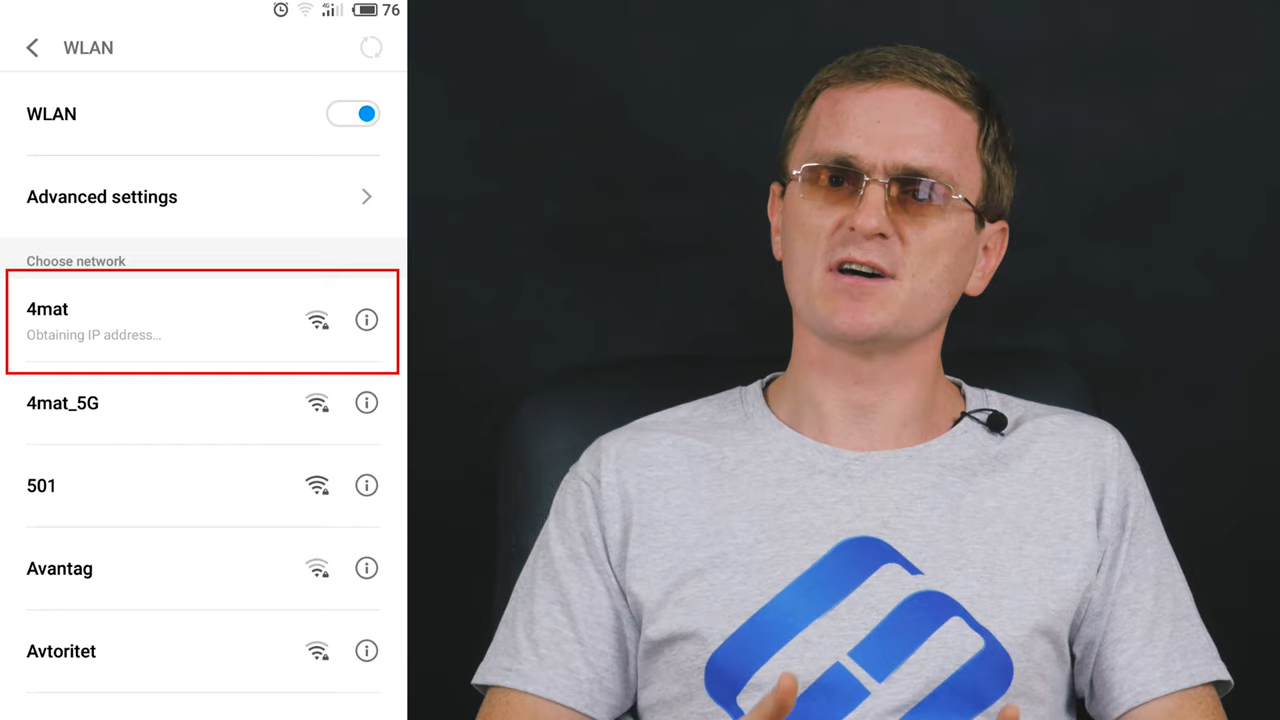 76
WLAN
WLAN
Advanced settings
Choose network
4mat
Obtaining IP address...
4mat_5G
501
Avantag
Avtoritet